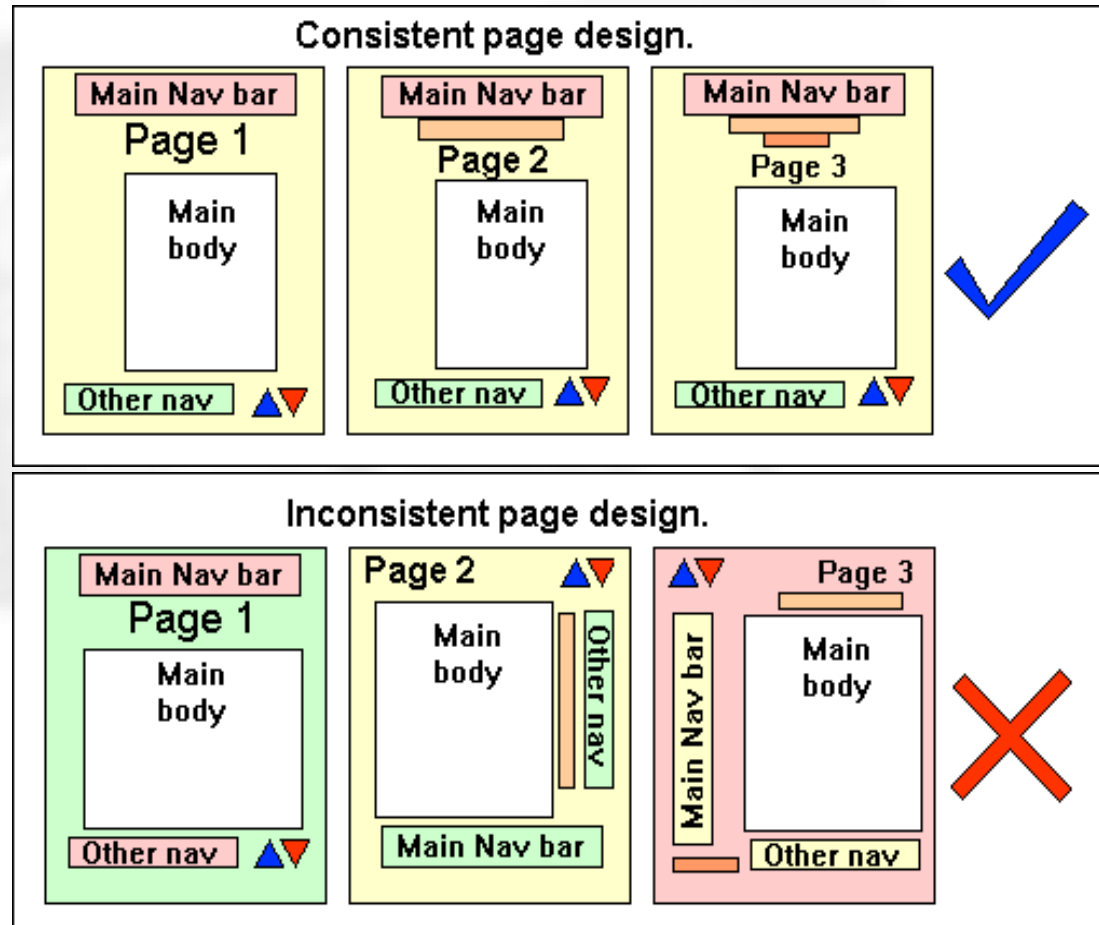 Consistent page design.
Main Nav bar
Page 1
Main
body
Other nav
Main Nav bar
Page 2
Main
body
Other nav
Main Nav bar
Page 3
Main
body
Other nav
Inconsistent page design.
Main Nav bar
Page 1
Main
body
Other nav
Page 2
Main
body
Other nav
Main Nav bar
Page 3
Main Nav bar
Main
body
Other nav